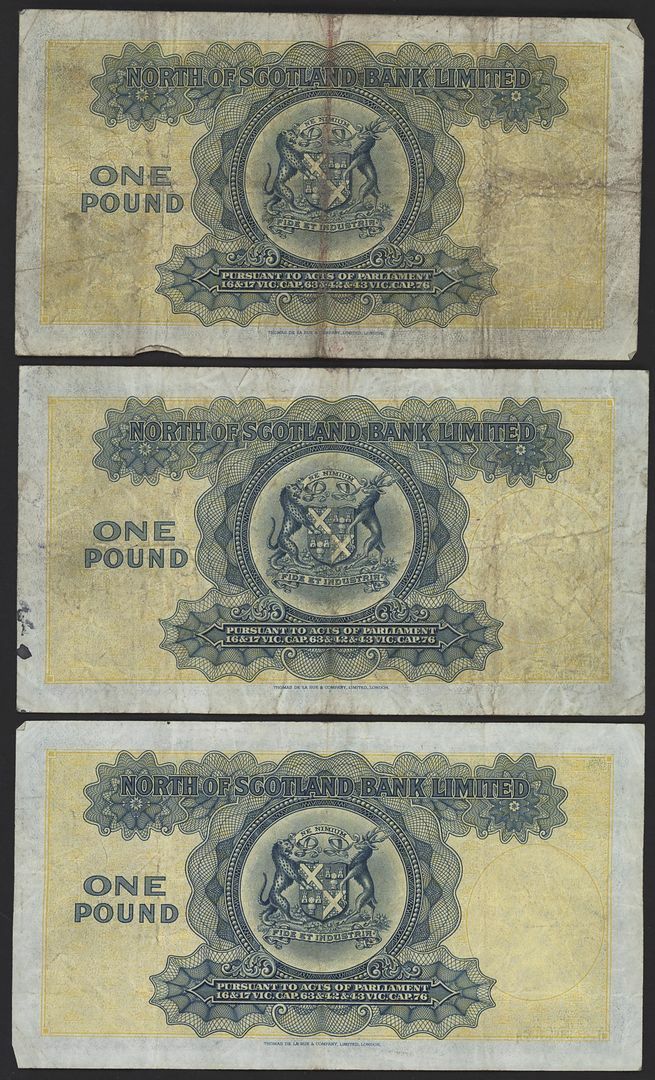 NORTH OF SCOTLAND BANK LIMITED
NE NIMIUM
ONE
POUND
FIDE ET INDUSTRIA
PURSUANT TO ACTS OF PARLIAMENT
16 & 17 VIC. CAP. 63 & 42 & 43 VIC. CAP. 76
THOMAS DE LA RUE & COMPANY, LIMITED, LONDON.
NORTH OF SCOTLAND BANK LIMITED
NE NIMIUM
ONE
POUND
FIDE ET INDUSTRIA
PURSUANT TO ACTS OF PARLIAMENT
16 & 17 VIC. CAP. 63 & 42 & 43 VIC. CAP. 76
THOMAS DE LA RUE & COMPANY, LIMITED, LONDON.
NORTH OF SCOTLAND BANK LIMITED
NE NIMIUM
ONE
POUND
FIDE ET INDUSTRIA
PURSUANT TO ACTS OF PARLIAMENT
16 & 17 VIC. CAP. 63 & 42 & 43 VIC. CAP. 76
THOMAS DE LA RUE & COMPANY, LIMITED, LONDON.